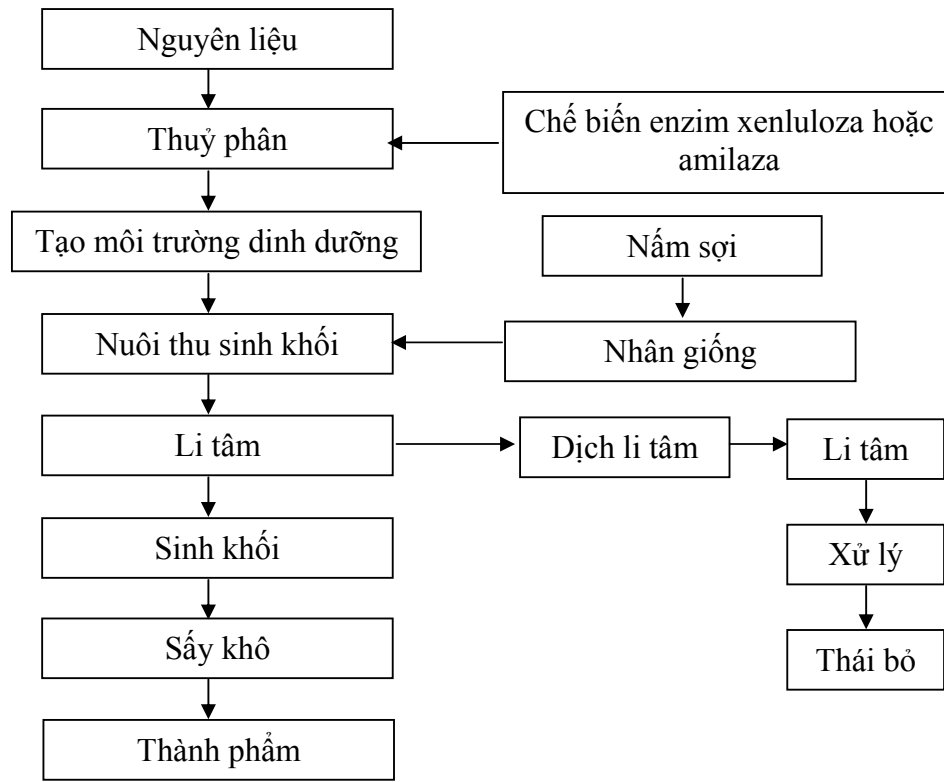 Nguyên liệu
Thuỷ phân
Chế biến enzim xenluloza hoặc
amilaza
Tạo môi trường dinh dưỡng
Nấm sợi
Nuôi thu sinh khối
Nhân giống
Li tâm
Dịch li tâm
Li tâm
Sinh khối
Xử lý
Sấy khô
Thái bỏ
Thành phẩm